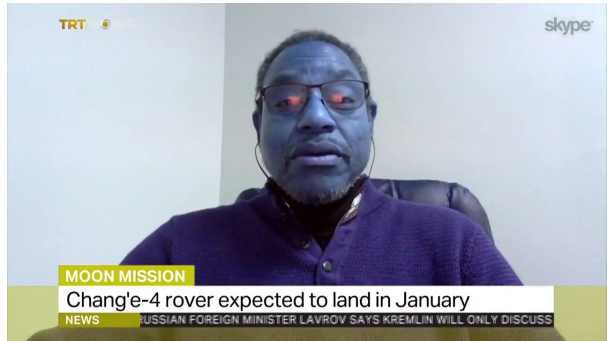 TRT
skype
MOON MISSION
Chang'e-4 rover expected to land in January
NEWS
RUSSIAN FOREIGN MINISTER LAVROV SAYS KREMLIN WILL ONLY DISCUSS